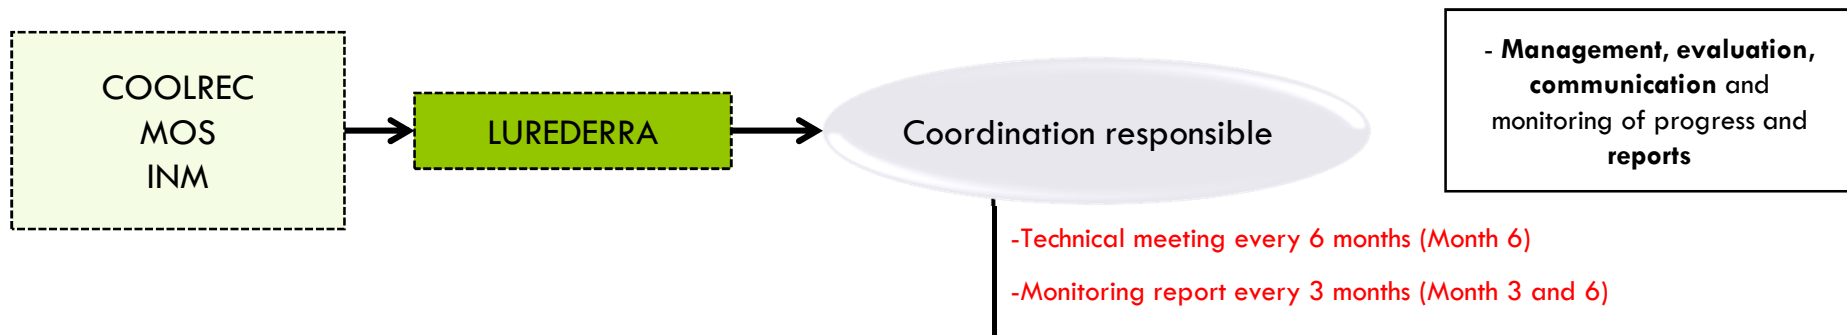 COOLREC
MOS
INM
LUREDERRA
Coordination responsible
- Management, evaluation,
communication and
monitoring of progress and
reports
-Technical meeting every 6 months (Month 6)
-Monitoring report every 3 months (Month 3 and 6)